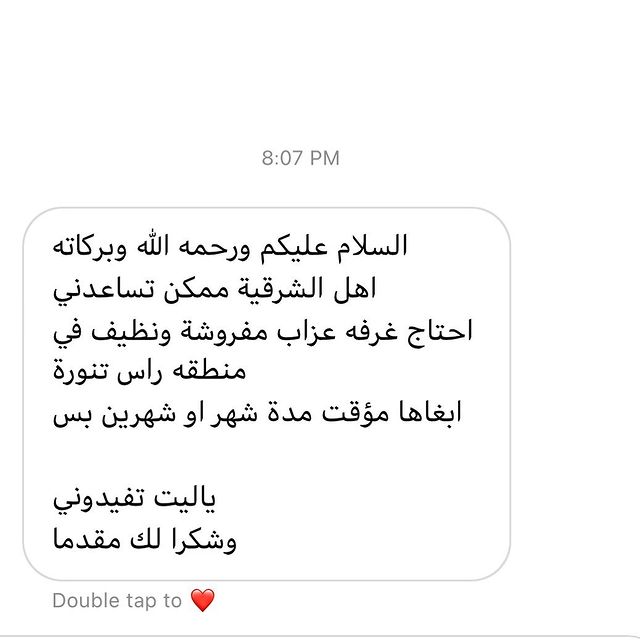 8:07 PM
السلام عليكم ورحمه الله وبركاته
اهل الشرقية ممكن تساعدني
احتاج غرفه عزاب مفروشة ونظيف في
منطقه راس تنورة
ابغاها مؤقت مدة شهر او شهرين بس
ياليت تفيدوني
وشكرا لك مقدما
Double tap to ❤️